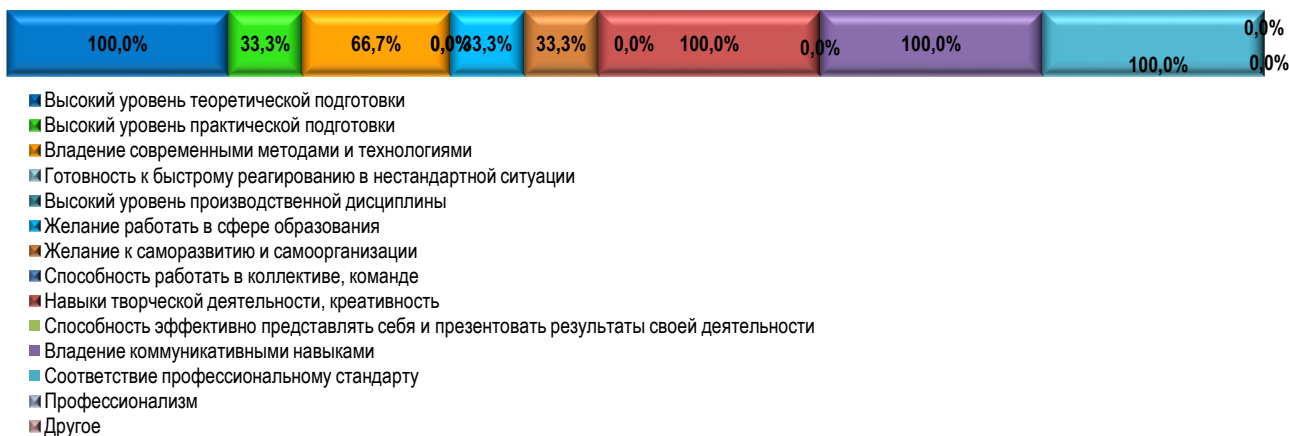 100,0% 33,3% 66,7% 0,0% 33,3% 33,3% 0,0% 100,0% 0,0% 100,0% 100,0% 0,0% 0,0%
Высокий уровень теоретической подготовки
Высокий уровень практической подготовки
Владение современными методами и технологиями
Готовность к быстрому реагированию в нестандартной ситуации
Высокий уровень производственной дисциплины
Желание работать в сфере образования
Желание к саморазвитию и самоорганизации
Способность работать в коллективе, команде
Навыки творческой деятельности, креативность
Способность эффективно представлять себя и презентовать результаты своей деятельности
Владение коммуникативными навыками
Соответствие профессиональному стандарту
Профессионализм
Другое